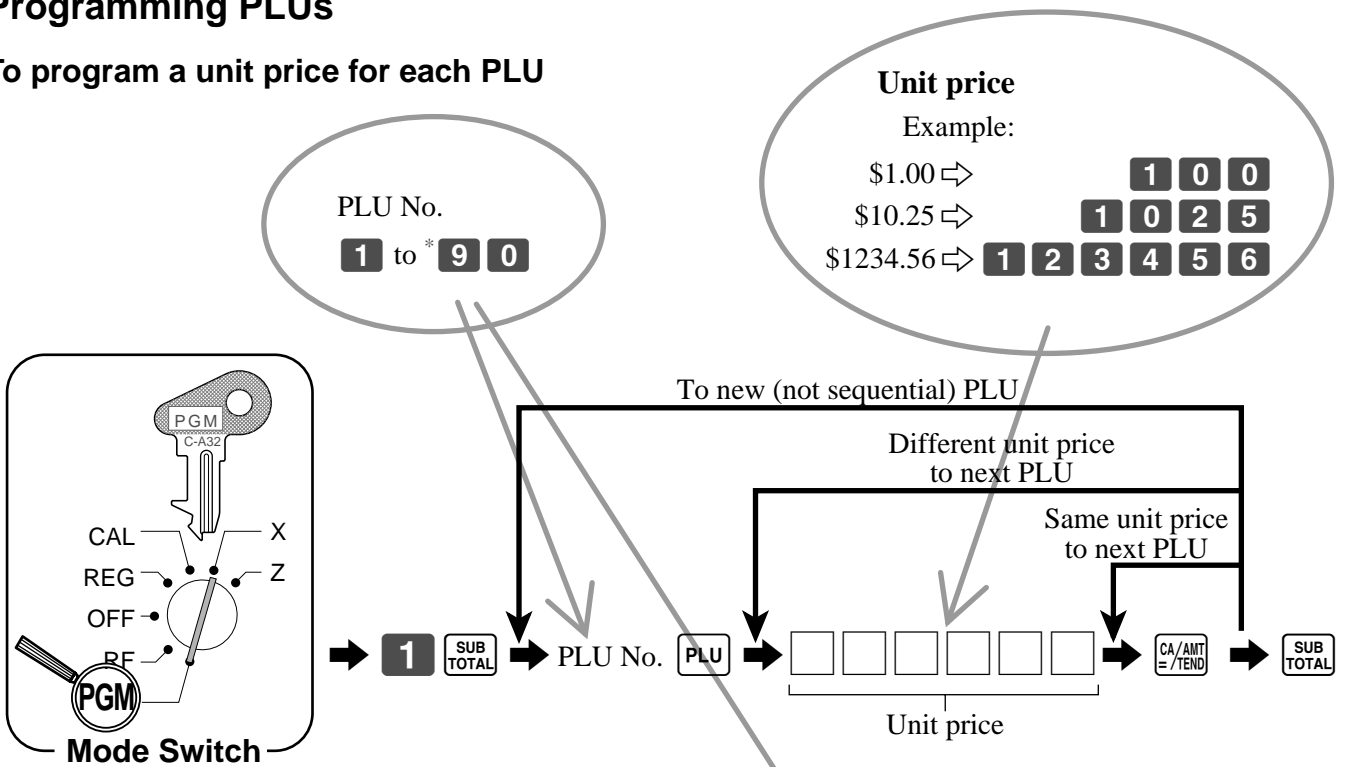 Programming PLUs
To program a unit price for each PLU
PLU No.
1 to *9 0
Unit price
Example:
$1.00 ⇨ 1 0 0
$10.25 ⇨ 1 0 2 5
$1234.56 ⇨ 1 2 3 4 5 6
To new (not sequential) PLU
Different unit price
to next PLU
Same unit price
to next PLU
PGM
C-A32
CAL
X
REG
Z
OFF
RF
PGM
Mode Switch
1 SUB TOTAL PLU No. PLU CA/AMT = /TEND SUB TOTAL
Unit price